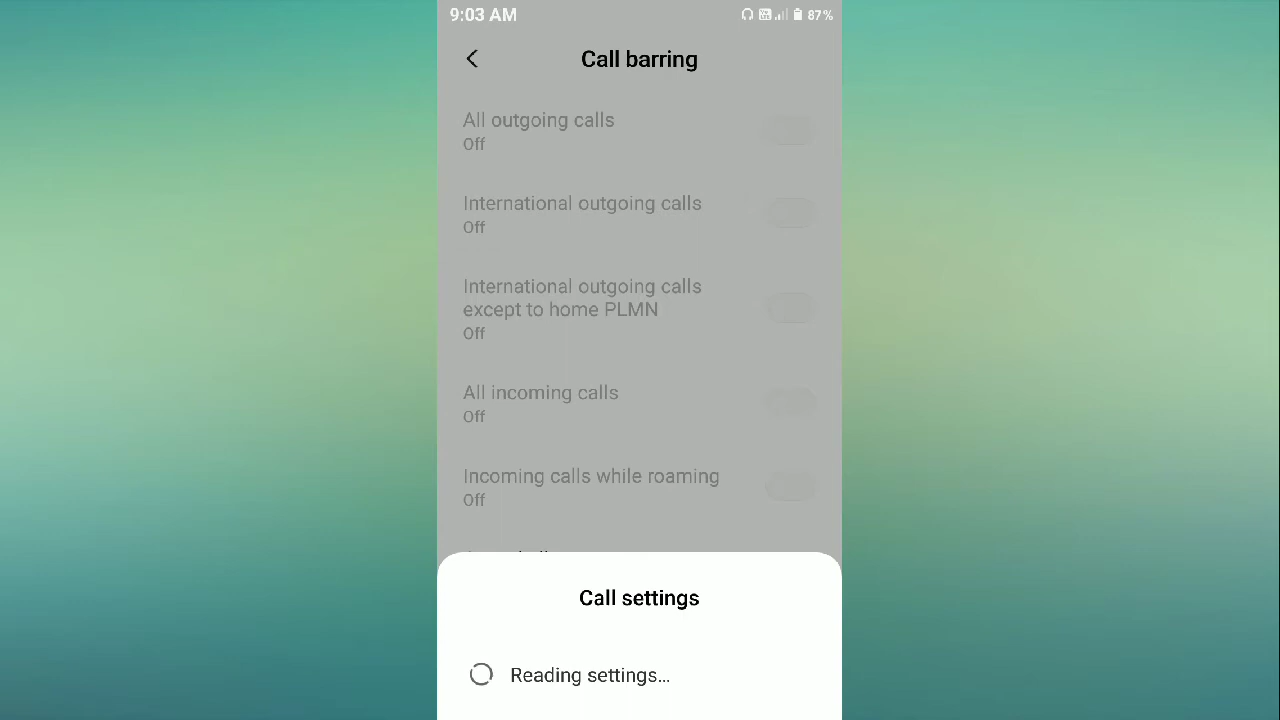 9:03 AM
87%
Call barring
All outgoing calls
Off
International outgoing calls
Off
International outgoing calls
except to home PLMN
Off
All incoming calls
Off
Incoming calls while roaming
Off
Call settings
Reading settings...